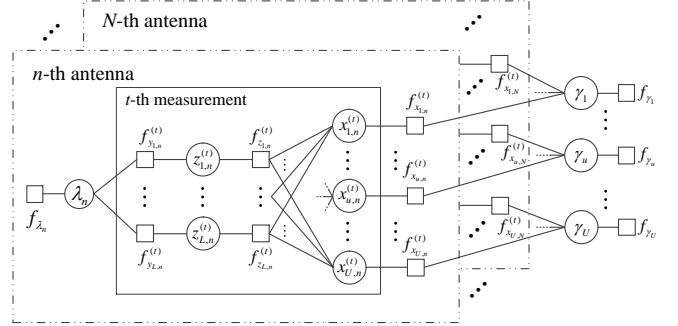 N-th antenna
n-th antenna
t-th measurement
f_{x_{1,N}}^{(t)}
f_{x_{1,n}}^{(t)}
γ_1
f_{γ_1}
x_{1,n}^{(t)}
f_{y_{1,n}}^{(t)}
z_{1,n}^{(t)}
f_{z_{1,n}}^{(t)}
f_{x_{u,N}}^{(t)}
γ_u
f_{γ_u}
λ_n
f_{λ_n}
x_{u,n}^{(t)}
f_{x_{u,n}}^{(t)}
f_{x_{U,N}}^{(t)}
γ_U
f_{γ_U}
z_{L,n}^{(t)}
f_{y_{L,n}}^{(t)}
f_{z_{L,n}}^{(t)}
x_{U,n}^{(t)}
f_{x_{U,n}}^{(t)}